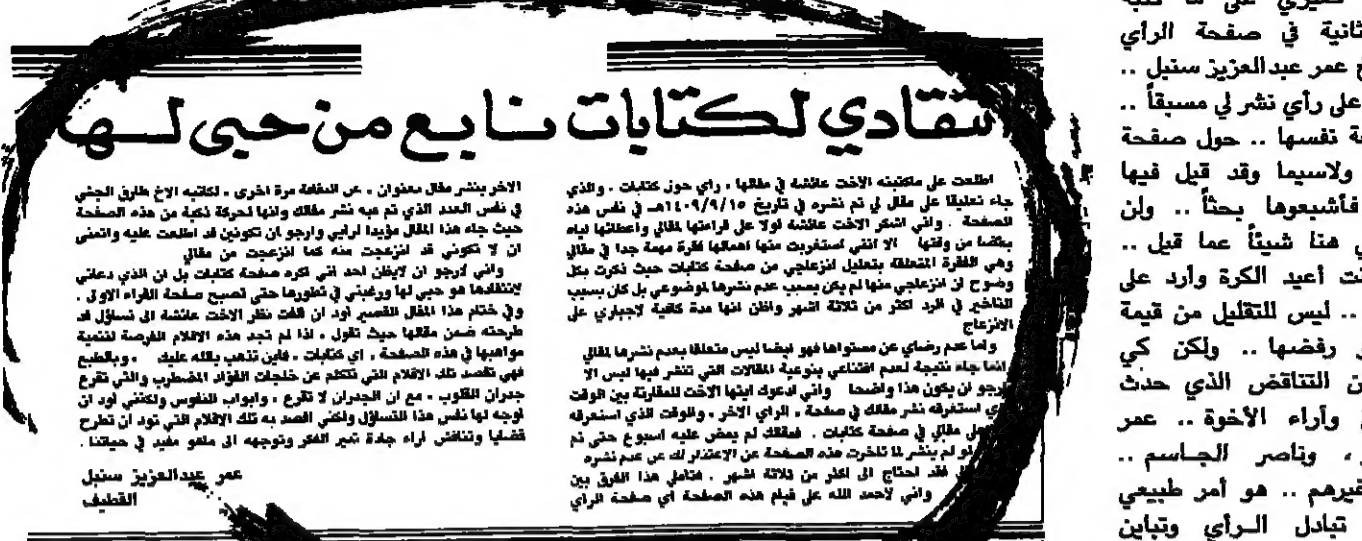 نتقادي لكتابات نابع من حبي لها
اطلعت على ماكتبته الأخت عائشة في مقالها ، راي حول كتابات ، والذي
جاء تعليقا على مقال لي تم نشره في تاريخ ١٤٠٩/٩/١٥هـ في نفس هذه
الصفحة . واني اشكر الاخت عائشة اولا على قراءتها لمقالي واعطائها اياه
بعضا من وقتها الا انني استغربت منها اهمالها لفقرة مهمة جدا في مقالي
وهي الفقرة المتعلقة بتعليل انزعاجي من صفحة كتابات حيث ذكرت بكل
وضوح ان انزعاجي منها لم يكن بسبب عدم نشرها لموضوعي بل كان بسبب
التاخير في الرد اكثر من ثلاثة اشهر واظن انها مدة كافية لاجباري على
الانزعاج
واما عدم رضاي عن مستواها فهو ايضا ليس متعلقا بعدم نشرها لمقالي
انما جاء نتيجة لعدم اقتناعي بنوعية المقالات التي تنشر فيها ليس الا
ارجو ان يكون هذا واضحا واني ادعوك ايتها الاخت للمقارنة بين الوقت
الذي استغرقه نشر مقالك في صفحة ، الراي الاخر ، والوقت الذي استغرقه
مقالي في صفحة كتابات . فمقالك لم يمض عليه اسبوع حتى تم
لو لم ينشر لما تاخرت هذه الصفحة عن الاعتذار لك عن عدم نشره
فقد احتاج الى اكثر من ثلاثة اشهر . فتاملي هذا الفرق بين
واني لاحمد الله على قيام هذه الصفحة اي صفحة الراي
الاخر بنشر مقال بعنوان ، عن الثقافة مرة اخرى ، لكاتبه الاخ طارق الجشي
في نفس العدد الذي تم فيه نشر مقالك وانها لحركة ذكية من هذه الصفحة
حيث جاء هذا المقال مؤيدا لرايي وارجو ان تكونين قد اطلعت عليه واتمنى
ان لا تكوني قد انزعجت منه كما انزعجت من مقالي
واني لارجو ان لايظن احد اني اكره صفحة كتابات بل ان الذي دعاني
لانتقادها هو حبي لها ورغبتي في تطورها حتى تصبح صفحة القراء الاولى .
وفي ختام هذا المقال القصير اود ان الفت نظر الاخت عائشة الى تساؤل قد
طرحته ضمن مقالها حيث تقول ، اذا لم تجد هذه الاقلام الفرصة لتنمية
مواهبها في هذه الصفحة ، اي كتابات ، فاين تذهب بالله عليك ، وبالطبع
فهي تقصد تلك الاقلام التي تتكلم عن خلجات الفؤاد المضطرب والتي تقرع
جدران القلوب ، مع ان الجدران لا تقرع ، وابواب النفوس ولكنني اود ان
اوجه لها نفس هذا التساؤل ولكني اقصد به تلك الاقلام التي تود ان تطرح
قضايا وتناقش اراء جادة تنير الفكر وتوجهه الى ماهو مفيد في حياتنا .
عمر عبدالعزيز سنبل
القطيف
على ما
ثانية في صفحة الرأي
عمر عبدالعزيز سنبل ..
على رأي نشر لي مسبقاً ..
نفسها .. حول صفحة
ولاسيما وقد قيل فيها
فأشبعوها بحثاً .. ولن
هنا شيئاً عما قيل ..
أعيد الكرة وأرد على
.. ليس للتقليل من قيمة
رفضها .. ولكن كي
التناقض الذي حدث
وأراء الأخوة .. عمر
، وناصر الجاسم ..
غيرهم .. هو أمر طبيعي
تبادل الرأي وتباين